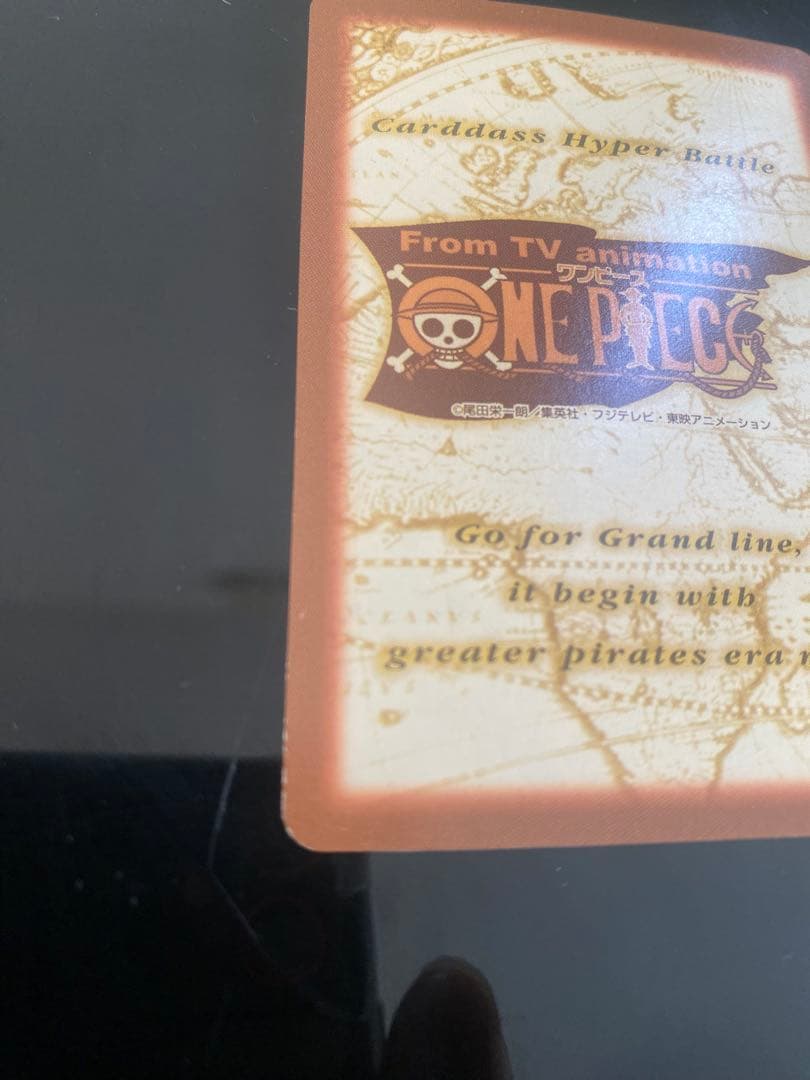 Carddass Hyper Battle
From TV animation
ワンピース
ONE PIECE
©尾田栄一郎/集英社・フジテレビ・東映アニメーション
Go for Grand line,
it begin with
greater pirates era